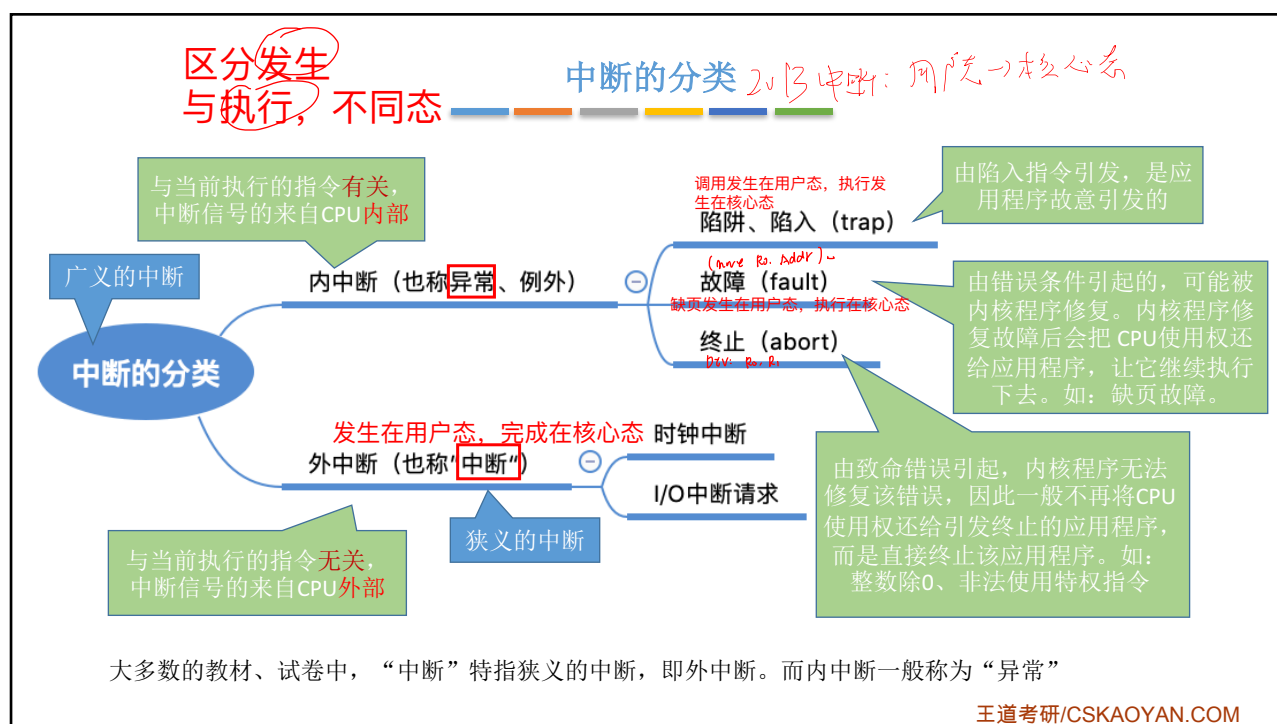 区分发生
与执行，不同态
中断的分类
2013 中断：用户态→核心态
与当前执行的指令有关，
中断信号的来自CPU内部
广义的中断
中断的分类
内中断（也称异常、例外）
调用发生在用户态，执行发
生在核心态
陷阱、陷入（trap）
由陷入指令引发，是应
用程序故意引发的
(move R0. Addr)
故障（fault）
缺页发生在用户态，执行在核心态
由错误条件引起的，可能被
内核程序修复。内核程序修
复故障后会把 CPU使用权还
给应用程序，让它继续执行
下去。如：缺页故障。
终止（abort）
DIV: R0. R1
由致命错误引起，内核程序无法
修复该错误，因此一般不再将CPU
使用权还给引发终止的应用程序，
而是直接终止该应用程序。如：
整数除0、非法使用特权指令
发生在用户态，完成在核心态
外中断（也称“中断“）
时钟中断
I/O中断请求
狭义的中断
与当前执行的指令无关，
中断信号的来自CPU外部
大多数的教材、试卷中，“中断”特指狭义的中断，即外中断。而内中断一般称为“异常”
王道考研/CSKAOYAN.COM